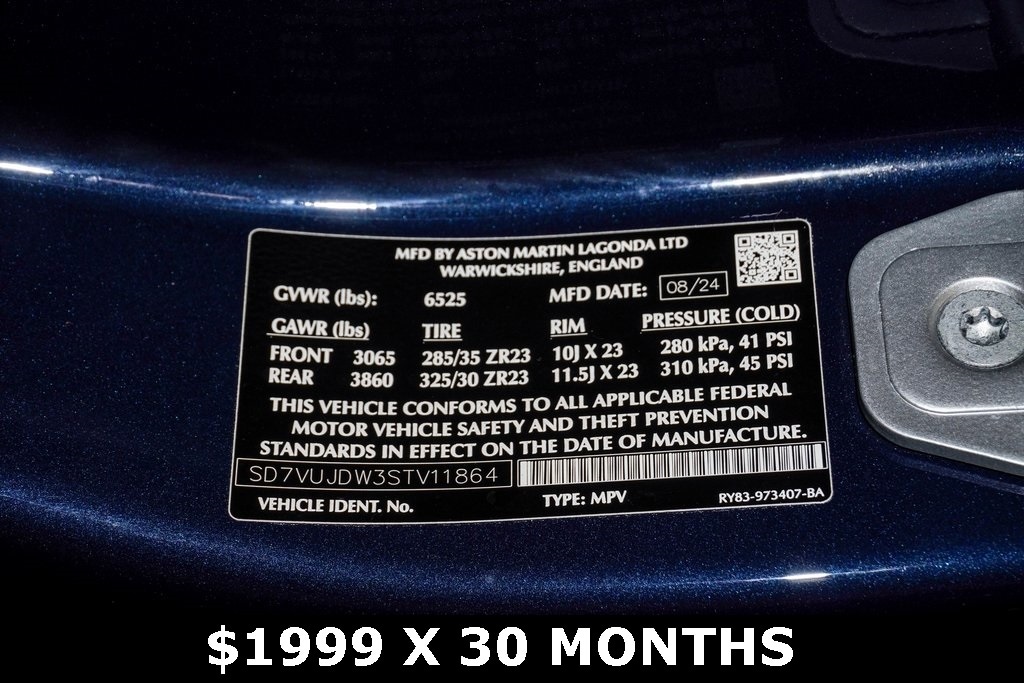 MFD BY ASTON MARTIN LAGONDA LTD
WARWICKSHIRE, ENGLAND
GVWR (lbs): 6525 MFD DATE: 08/24
GAWR (lbs) TIRE RIM PRESSURE (COLD)
FRONT 3065 285/35 ZR23 10J X 23 280 kPa, 41 PSI
REAR 3860 325/30 ZR23 11.5J X 23 310 kPa, 45 PSI
THIS VEHICLE CONFORMS TO ALL APPLICABLE FEDERAL
MOTOR VEHICLE SAFETY AND THEFT PREVENTION
STANDARDS IN EFFECT ON THE DATE OF MANUFACTURE.
SD7VUJDW3STV11864
VEHICLE IDENT. No. TYPE: MPV RY83-973407-BA
$1999 X 30 MONTHS